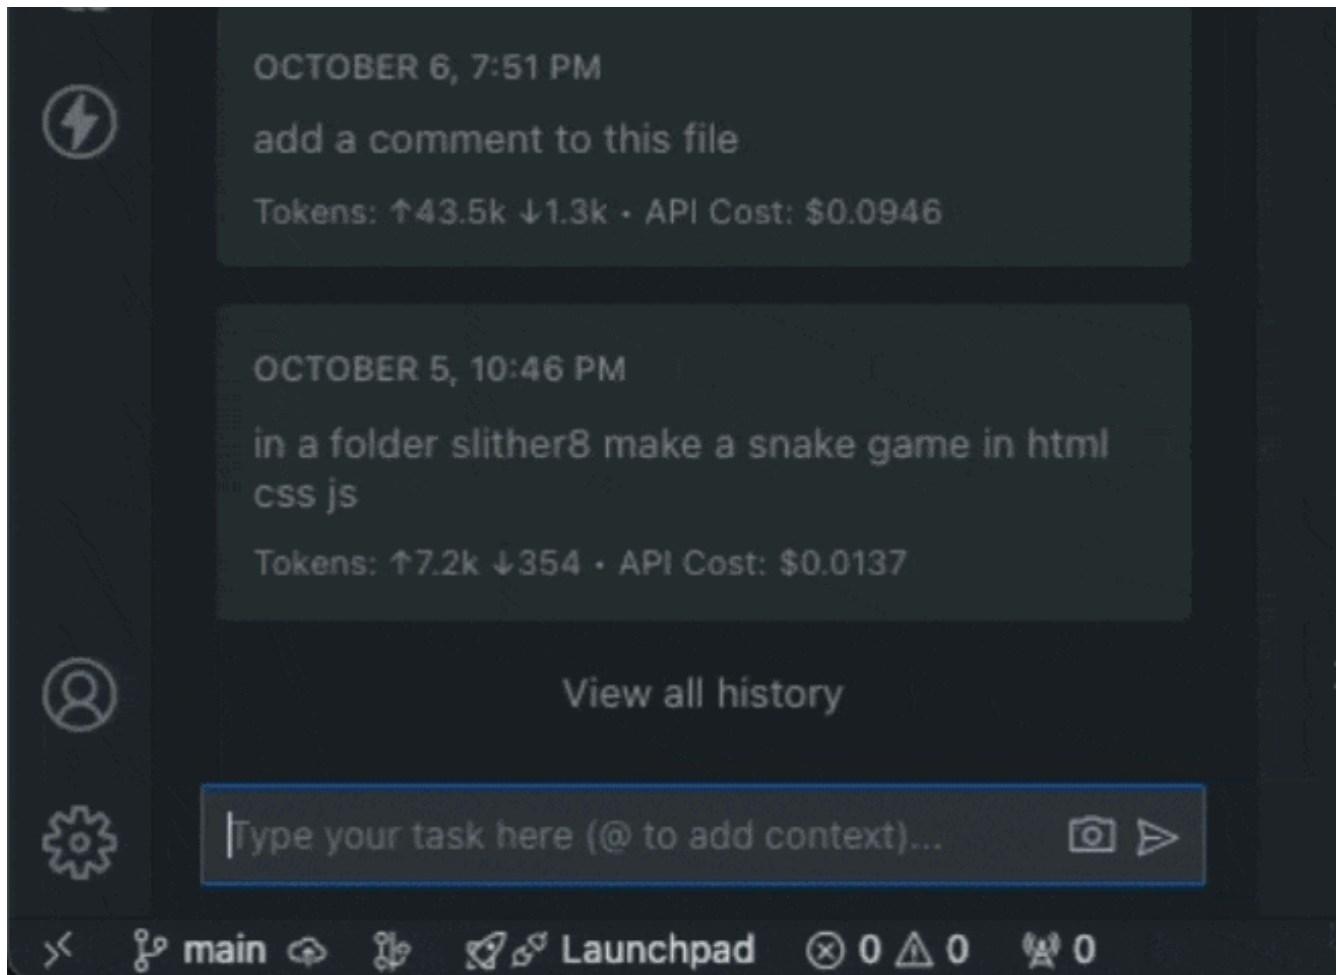 OCTOBER 6, 7:51 PM
add a comment to this file
Tokens: ↑43.5k ↓1.3k • API Cost: $0.0946
OCTOBER 5, 10:46 PM
in a folder slither8 make a snake game in html
css js
Tokens: ↑7.2k ↓354 • API Cost: $0.0137
View all history
Type your task here (@ to add context)...
main Launchpad 0 0 0